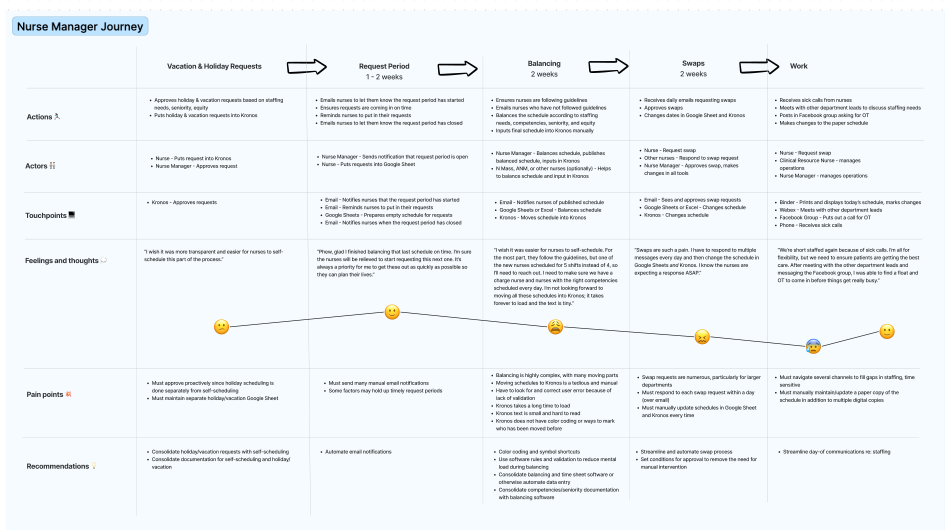 Nurse Manager Journey
Vacation & Holiday Requests
Request Period
1 - 2 weeks
Balancing
2 weeks
Swaps
2 weeks
Work
Actions
• Approves holiday & vacation requests based on staffing
needs, seniority, equity
• Puts holiday & vacation requests into Kronos
• Emails nurses to let them know the request period has started
• Ensures requests are coming in on time
• Reminds nurses to put in their requests
• Emails nurses to let them know the request period has closed
• Ensures nurses are following guidelines
• Emails nurses who have not followed guidelines
• Balances the schedule according to staffing
needs, competencies, seniority, and equity
• Inputs final schedule into Kronos manually
• Receives daily emails requesting swaps
• Approves swaps
• Changes dates in Google Sheet and Kronos
• Receives sick calls from nurses
• Meets with other department leads to discuss staffing needs
• Posts in Facebook group asking for OT
• Makes changes to the paper schedule
Actors
• Nurse - Puts request into Kronos
• Nurse Manager - Approves request
• Nurse Manager - Sends notification that request period is open
• Nurse - Puts requests into Google Sheet
• Nurse Manager - Balances schedule, publishes
balanced schedule, inputs in Kronos
• N Mass, ANM, or other nurses (optionally) - Helps
to balance schedule and input in Kronos
• Nurse - Request swap
• Other nurses - Respond to swap request
• Nurse Manager - Approves swap, makes
changes in all tools
• Nurse - Request swap
• Clinical Resource Nurse - manages
operations
• Nurse Manager - manages operations
Touchpoints
• Kronos - Approves requests
• Email - Notifies nurses that the request period has started
• Email - Reminds nurses to put in their requests
• Google Sheets - Prepares empty schedule for requests
• Email - Notifies nurses when the request period has closed
• Email - Notifies nurses of published schedule
• Google Sheets or Excel - Balances schedule
• Kronos - Moves schedule into Kronos
• Email - Sees and approves swap requests
• Google Sheets or Excel - Changes schedule
• Kronos - Changes schedule
• Binder - Prints and displays today's schedule, marks changes
• Webex - Meets with other department leads
• Facebook Group - Puts out a call for OT
• Phone - Receives sick calls
Feelings and thoughts
"I wish it was more transparent and easier for nurses to self-
schedule this part of the process."
"Phew, glad I finished balancing that last schedule on time. I'm sure
the nurses will be relieved to start requesting this next one. It's
always a priority for me to get these out as quickly as possible so
they can plan their lives."
"I wish it was easier for nurses to self-schedule. For
the most part, they follow the guidelines, but one of
the new nurses scheduled for 5 shifts instead of 4, so
I'll need to reach out. I need to make sure we have a
charge nurse and nurses with the right competencies
scheduled every day. I'm not looking forward to
moving all these schedules into Kronos; it takes
forever to load and the text is tiny."
"Swaps are such a pain. I have to respond to multiple
messages every day and then change the schedule in
Google Sheets and Kronos. I know the nurses are
expecting a response ASAP."
"We're short staffed again because of sick calls. I'm all for
flexibility, but we need to ensure patients are getting the best
care. After meeting with the other department leads and
messaging the Facebook group, I was able to find a float and
OT to come in before things get really busy."
Pain points
• Must approve proactively since holiday scheduling is
done separately from self-scheduling
• Must maintain separate holiday/vacation Google Sheet
• Must send many manual email notifications
• Some factors may hold up timely request periods
• Balancing is highly complex, with many moving parts
• Moving schedules to Kronos is a tedious and manual
• Have to look for and correct user error because of
lack of validation
• Kronos takes a long time to load
• Kronos text is small and hard to read
• Kronos does not have color coding or ways to mark
who has been moved before
• Swap requests are numerous, particularly for larger
departments
• Must respond to each swap request within a day
(over email)
• Must manually update schedules in Google Sheet
and Kronos every time
• Must navigate several channels to fill gaps in staffing, time
sensitive
• Must manually maintain/update a paper copy of the
schedule in addition to multiple digital copies
Recommendations
• Consolidate holiday/vacation requests with self-scheduling
• Consolidate documentation for self-scheduling and holiday/
vacation
• Automate email notifications
• Color coding and symbol shortcuts
• Use software rules and validation to reduce mental
load during balancing
• Consolidate balancing and time sheet software or
otherwise automate data entry
• Consolidate competencies/seniority documentation
with balancing software
• Streamline and automate swap process
• Set conditions for approval to remove the need for
manual intervention
• Streamline day-of communications re: staffing